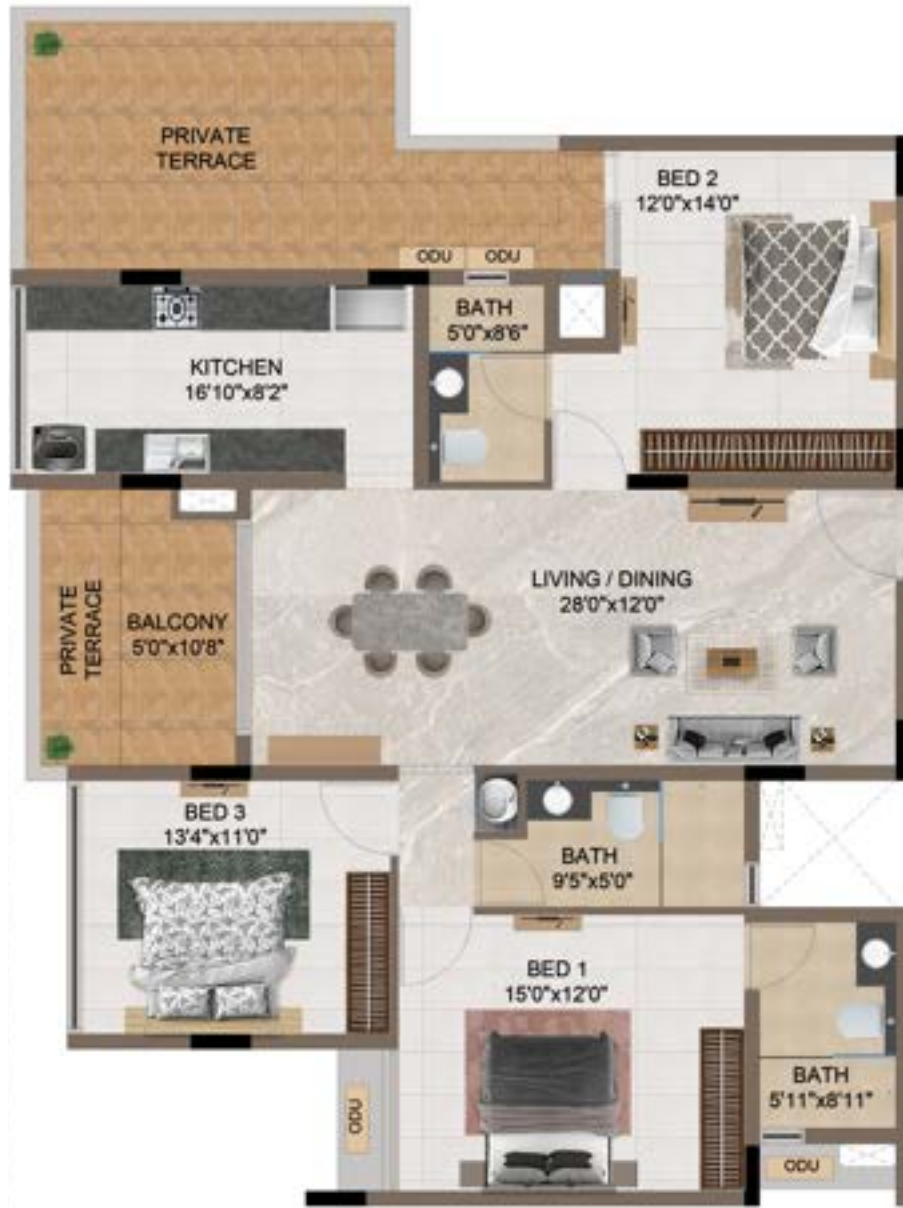 PRIVATE
TERRACE
BED 2
12'0"x14'0"
ODU
ODU
BATH
5'0"x8'6"
KITCHEN
16'10"x8'2"
PRIVATE
TERRACE
BALCONY
5'0"x10'8"
LIVING / DINING
28'0"x12'0"
BED 3
13'4"x11'0"
BATH
9'5"x5'0"
BED 1
15'0"x12'0"
BATH
5'11"x8'11"
ODU
ODU